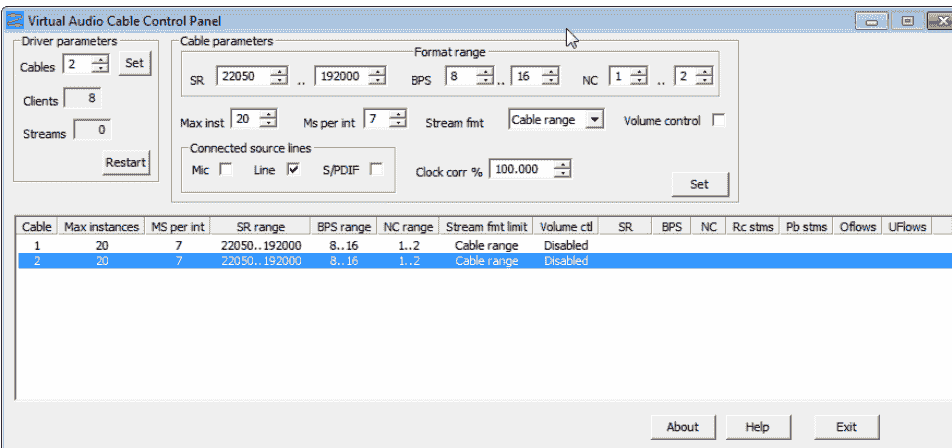 Virtual Audio Cable Control Panel
Driver parameters
Cables 2 Set
Clients 8
Streams 0
Restart
Cable parameters
Format range
SR 22050 .. 192000 BPS 8 .. 16 NC 1 .. 2
Max inst 20 Ms per int 7 Stream fmt Cable range Volume control
Connected source lines
Mic Line S/PDIF Clock corr % 100.000
Set
Cable Max instances MS per int SR range BPS range NC range Stream fmt limit Volume ctl SR BPS NC Rc stms Pb stms Oflows UFlows
1 20 7 22050..192000 8..16 1..2 Cable range Disabled
2 20 7 22050..192000 8..16 1..2 Cable range Disabled
About Help Exit